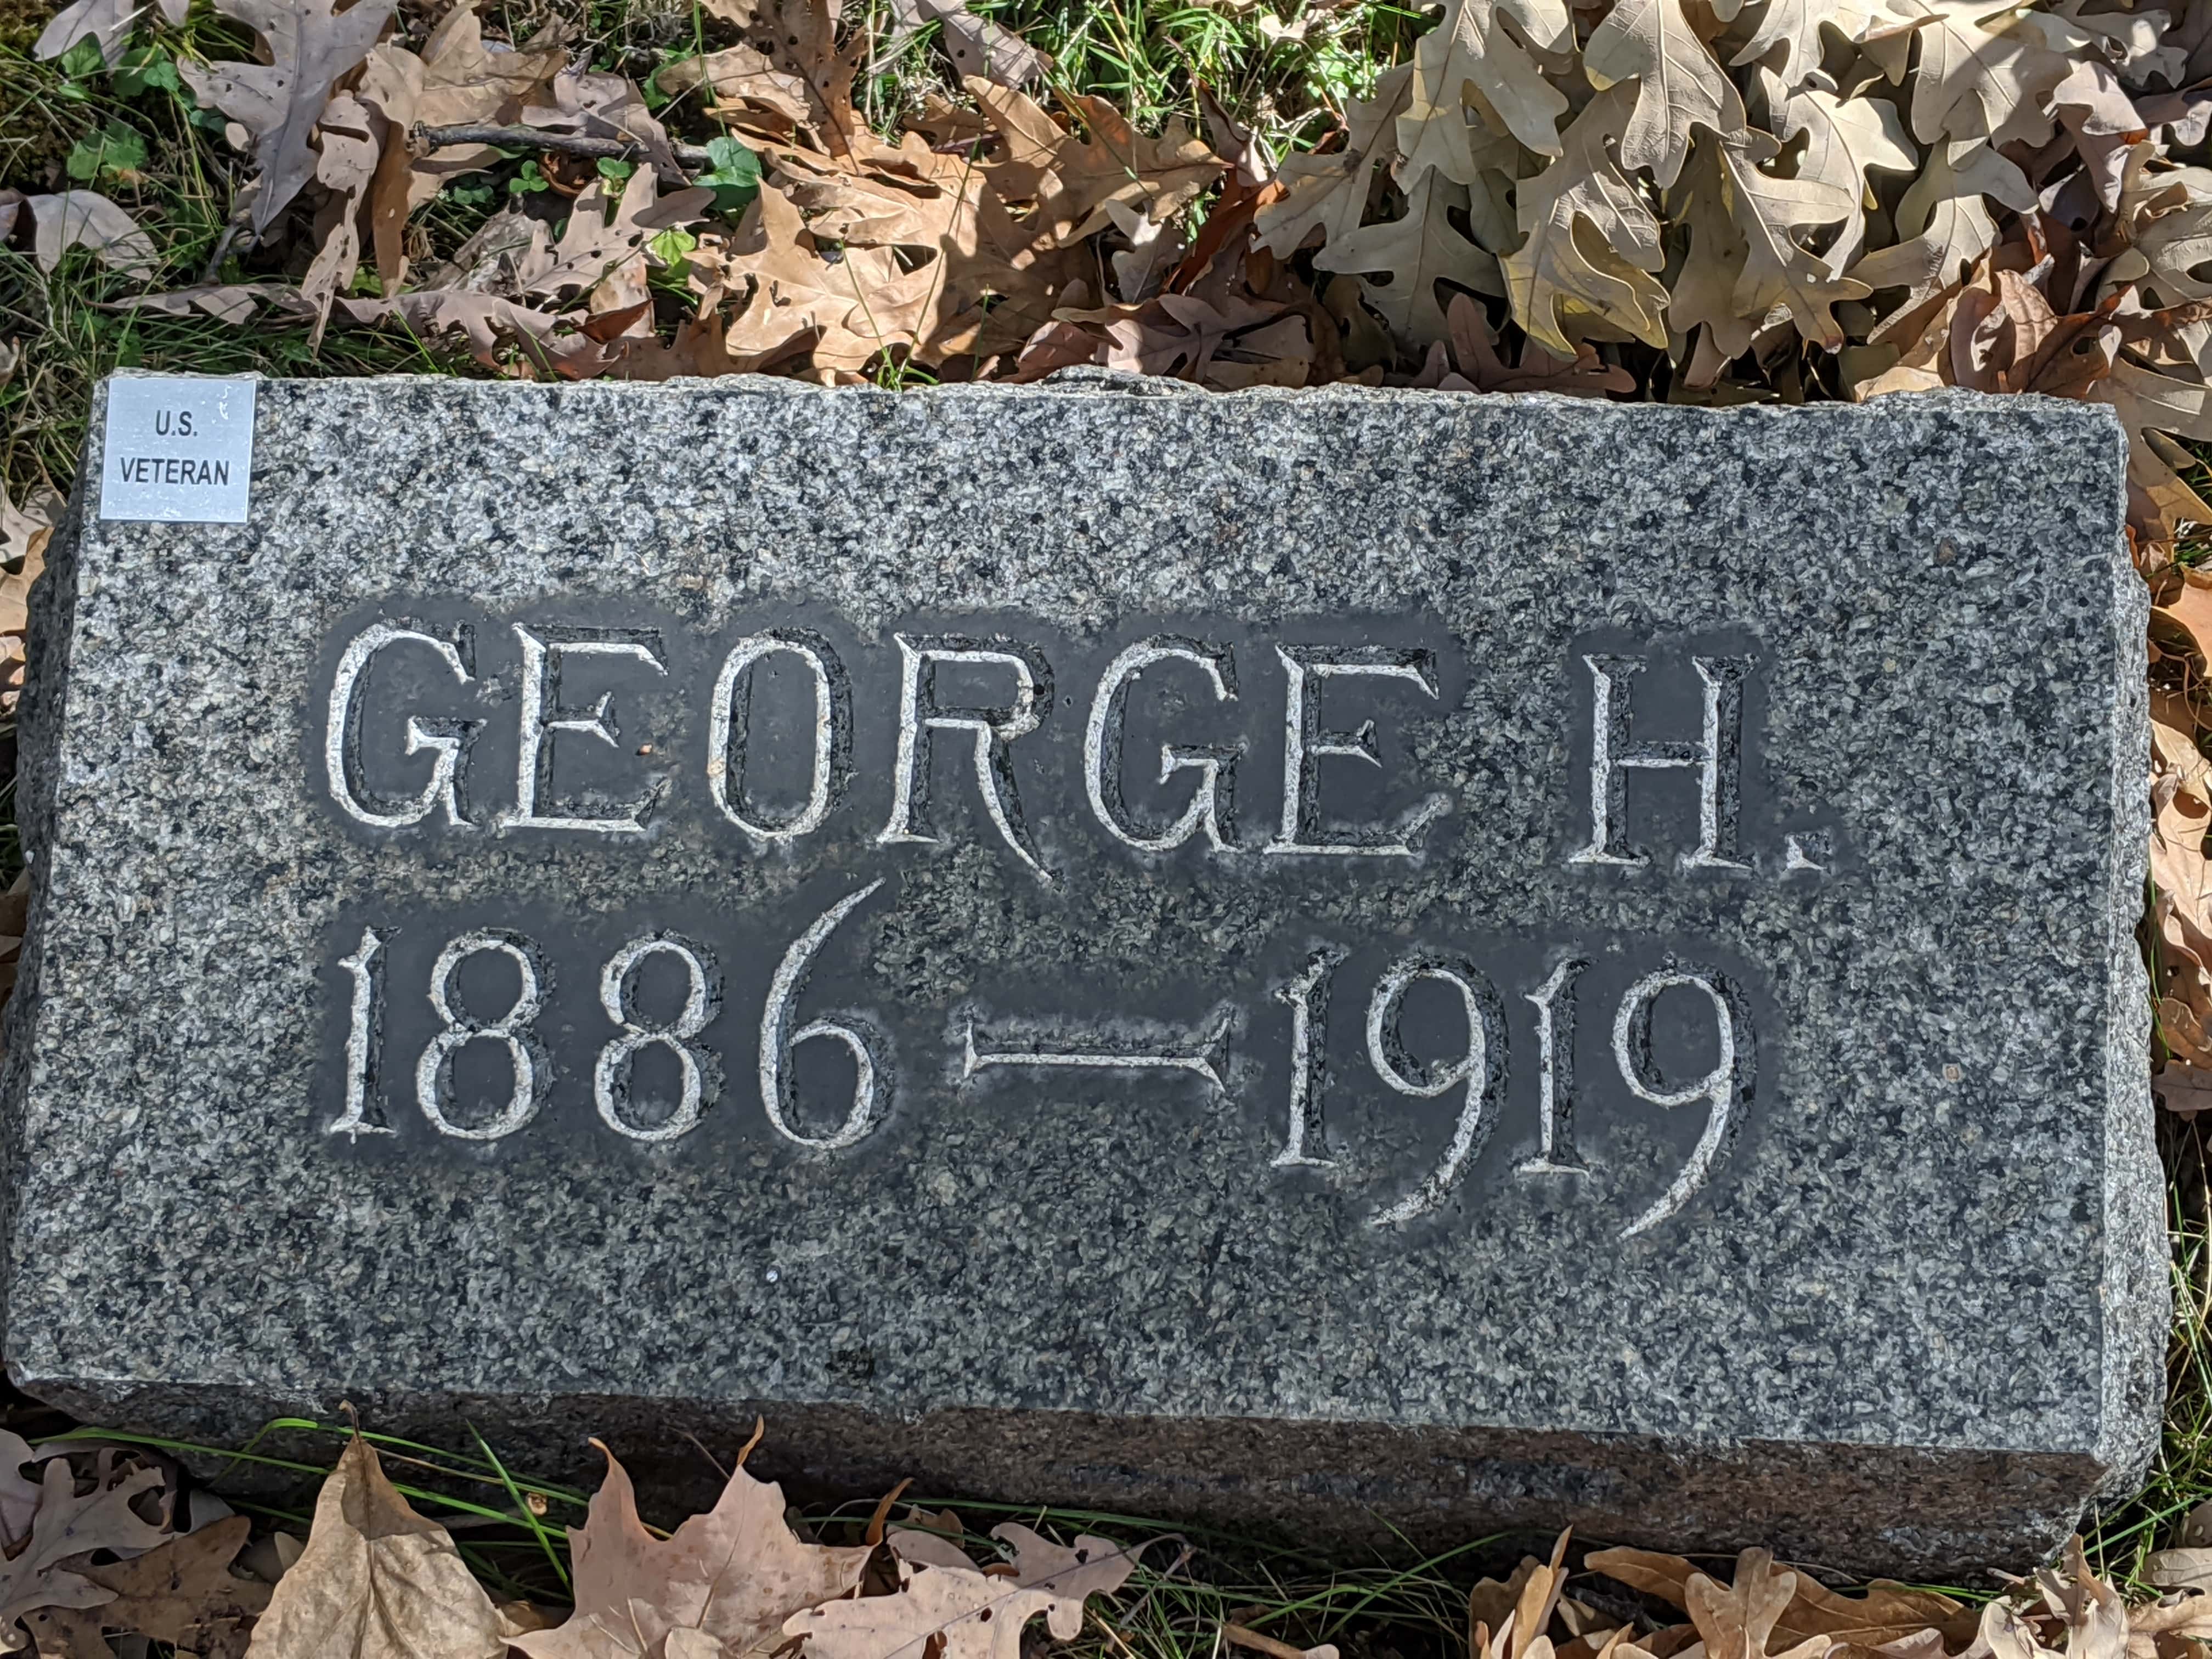 U.S.
VETERAN
GEORGE H.
1886—1919